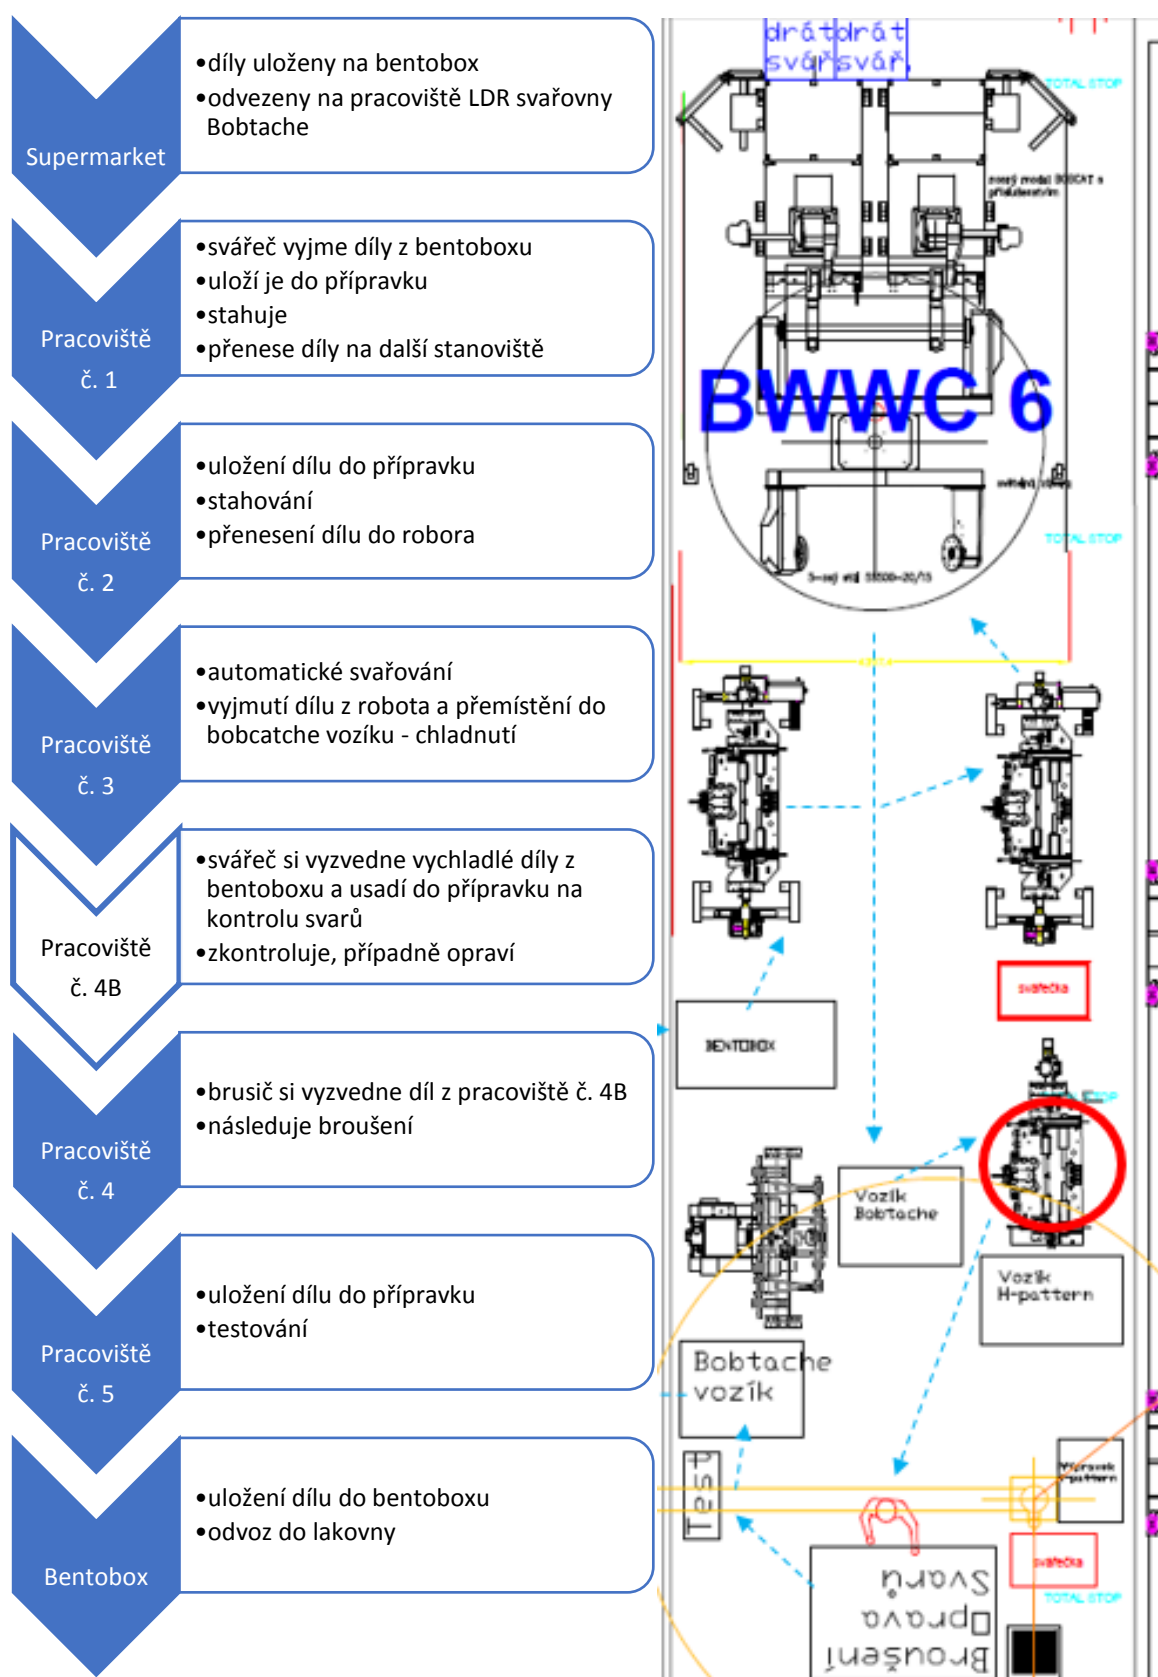 Supermarket
•díly uloženy na bentobox
•odvezeny na pracoviště LDR svařovny
Bobtache
Pracoviště
č. 1
•svářeč vyjme díly z bentoboxu
•uloží je do přípravku
•stahuje
•přenese díly na další stanoviště
Pracoviště
č. 2
•uložení dílu do přípravku
•stahování
•přenesení dílu do robora
Pracoviště
č. 3
•automatické svařování
•vyjmutí dílu z robota a přemístění do
bobcatche vozíku - chladnutí
Pracoviště
č. 4B
•svářeč si vyzvedne vychladlé díly z
bentoboxu a usadí do přípravku na
kontrolu svarů
•zkontroluje, případně opraví
Pracoviště
č. 4
•brusič si vyzvedne díl z pracoviště č. 4B
•následuje broušení
Pracoviště
č. 5
•uložení dílu do přípravku
•testování
Bentobox
•uložení dílu do bentoboxu
•odvoz do lakovny
drát drát
svář. svář.
TOTAL STOP
BOBCAT s
příslušenstvím
BWWC 6
TOTAL STOP
svařečka
BENTOBOX
Vozík
Bobtache
Vozík
H-pattern
Bobtache
vozík
Test
svařečka
TOTAL STOP
Svarů
Oprava
Broušení